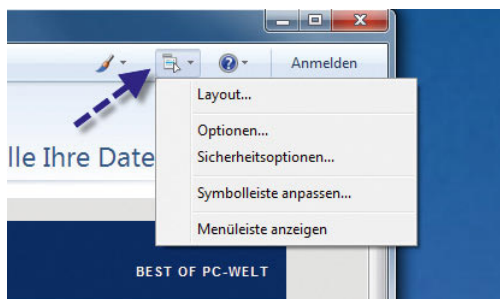 Anmelden
Layout...
Optionen...
lle Ihre Date
Sicherheitsoptionen...
Symbolleiste anpassen...
Menüleiste anzeigen
BEST OF PC-WELT